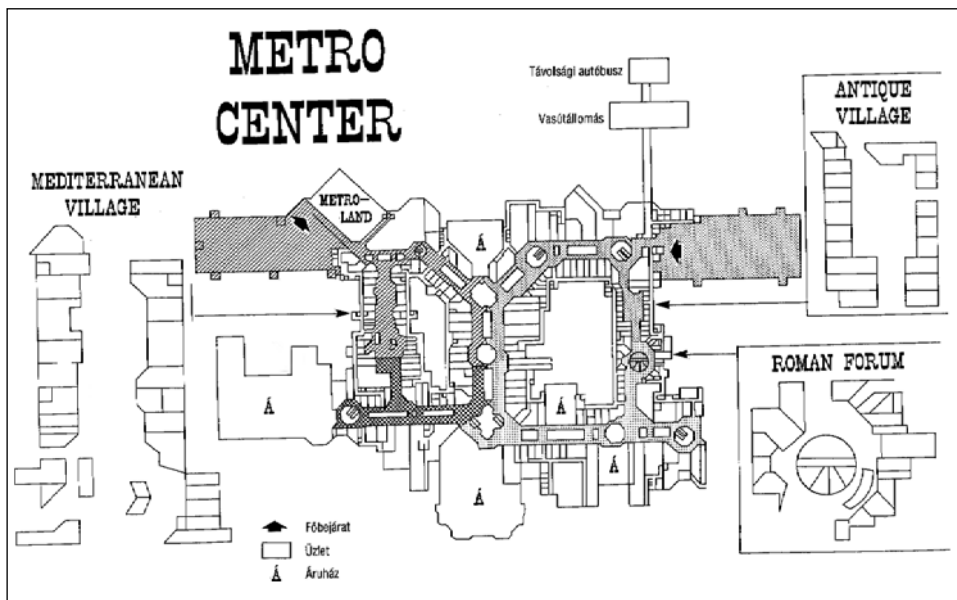 METRO
CENTER
Távolsági autóbusz
Vasútállomás
ANTIQUE
VILLAGE
MEDITERRANEAN
VILLAGE
METRO-
LAND
Á
Á
Á
Á
Á
ROMAN FORUM
Főbejárat
Üzlet
Á Áruház